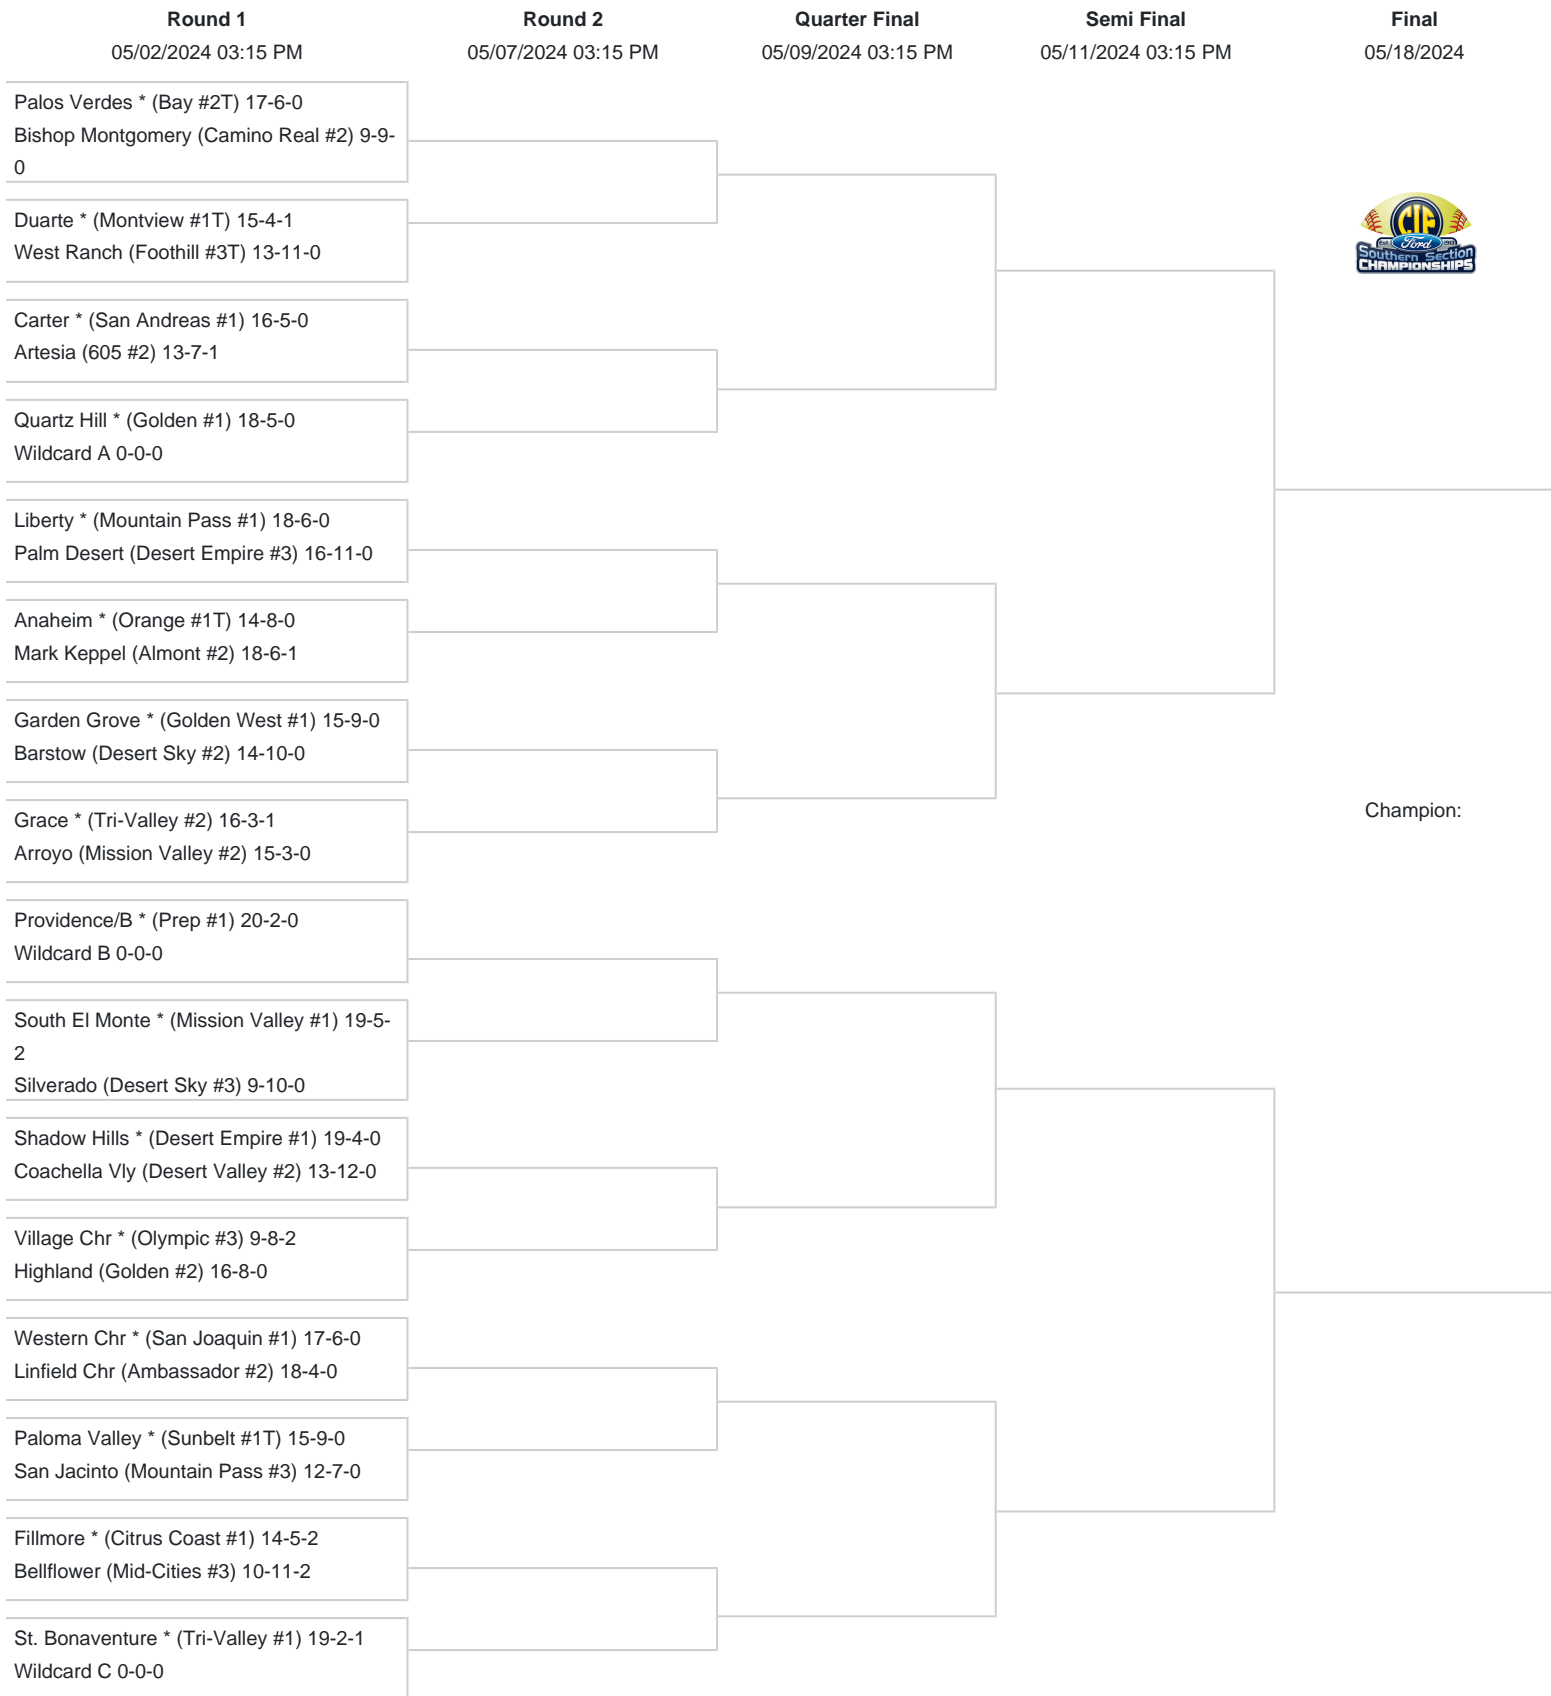 Round 1
05/02/2024 03:15 PM
Round 2
05/07/2024 03:15 PM
Quarter Final
05/09/2024 03:15 PM
Semi Final
05/11/2024 03:15 PM
Final
05/18/2024
Palos Verdes * (Bay #2T) 17-6-0
Bishop Montgomery (Camino Real #2) 9-9-
0
Duarte * (Montview #1T) 15-4-1
West Ranch (Foothill #3T) 13-11-0
Carter * (San Andreas #1) 16-5-0
Artesia (605 #2) 13-7-1
Quartz Hill * (Golden #1) 18-5-0
Wildcard A 0-0-0
Liberty * (Mountain Pass #1) 18-6-0
Palm Desert (Desert Empire #3) 16-11-0
Anaheim * (Orange #1T) 14-8-0
Mark Keppel (Almont #2) 18-6-1
Garden Grove * (Golden West #1) 15-9-0
Barstow (Desert Sky #2) 14-10-0
Grace * (Tri-Valley #2) 16-3-1
Arroyo (Mission Valley #2) 15-3-0
Providence/B * (Prep #1) 20-2-0
Wildcard B 0-0-0
South El Monte * (Mission Valley #1) 19-5-
2
Silverado (Desert Sky #3) 9-10-0
Shadow Hills * (Desert Empire #1) 19-4-0
Coachella Vly (Desert Valley #2) 13-12-0
Village Chr * (Olympic #3) 9-8-2
Highland (Golden #2) 16-8-0
Western Chr * (San Joaquin #1) 17-6-0
Linfield Chr (Ambassador #2) 18-4-0
Paloma Valley * (Sunbelt #1T) 15-9-0
San Jacinto (Mountain Pass #3) 12-7-0
Fillmore * (Citrus Coast #1) 14-5-2
Bellflower (Mid-Cities #3) 10-11-2
St. Bonaventure * (Tri-Valley #1) 19-2-1
Wildcard C 0-0-0
CIF
Ford
Southern Section
CHAMPIONSHIPS
Champion: